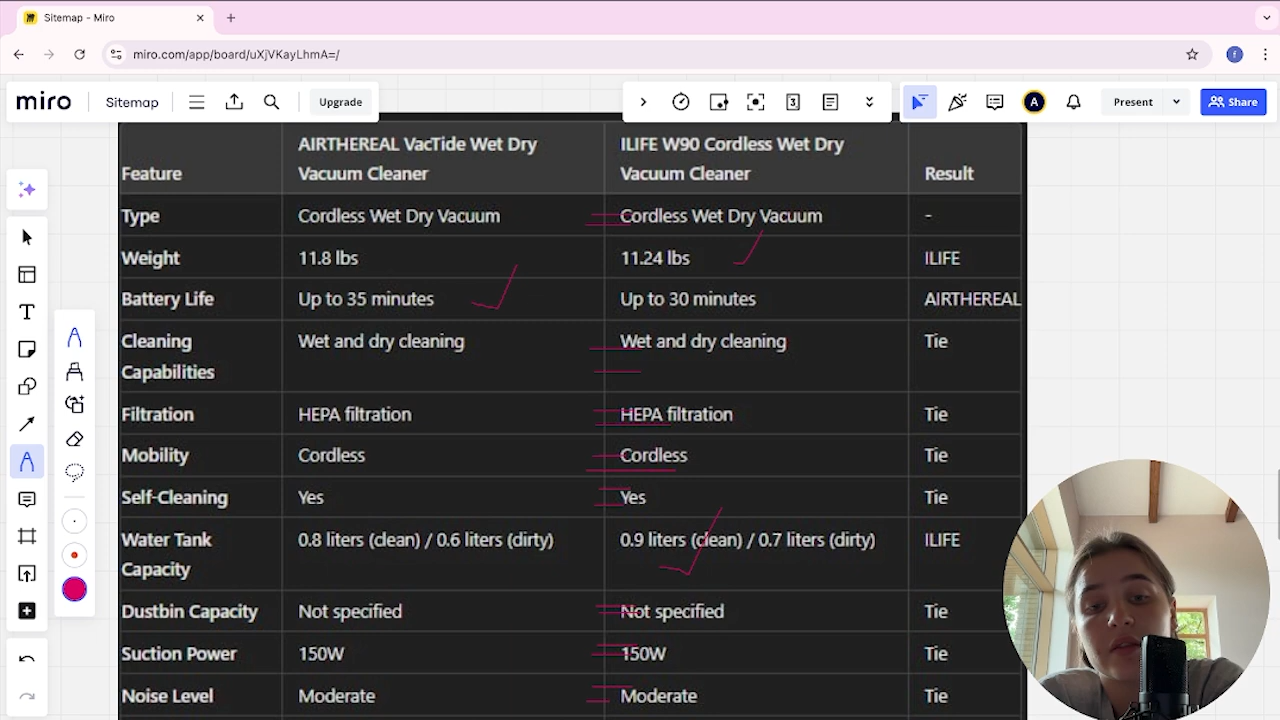 Sitemap - Miro
miro.com/app/board/uXjVKayLhmA=/
f
miro
Sitemap
Upgrade
3
A
Present
Share
Feature
AIRTHEREAL VacTide Wet Dry
Vacuum Cleaner
ILIFE W90 Cordless Wet Dry
Vacuum Cleaner
Result
Type
Cordless Wet Dry Vacuum
Cordless Wet Dry Vacuum
-
Weight
11.8 lbs
11.24 lbs
ILIFE
Battery Life
Up to 35 minutes
Up to 30 minutes
AIRTHEREAL
Cleaning
Capabilities
Wet and dry cleaning
Wet and dry cleaning
Tie
Filtration
HEPA filtration
HEPA filtration
Tie
Mobility
Cordless
Cordless
Tie
Self-Cleaning
Yes
Yes
Tie
Water Tank
Capacity
0.8 liters (clean) / 0.6 liters (dirty)
0.9 liters (clean) / 0.7 liters (dirty)
ILIFE
Dustbin Capacity
Not specified
Not specified
Tie
Suction Power
150W
150W
Tie
Noise Level
Moderate
Moderate
Tie